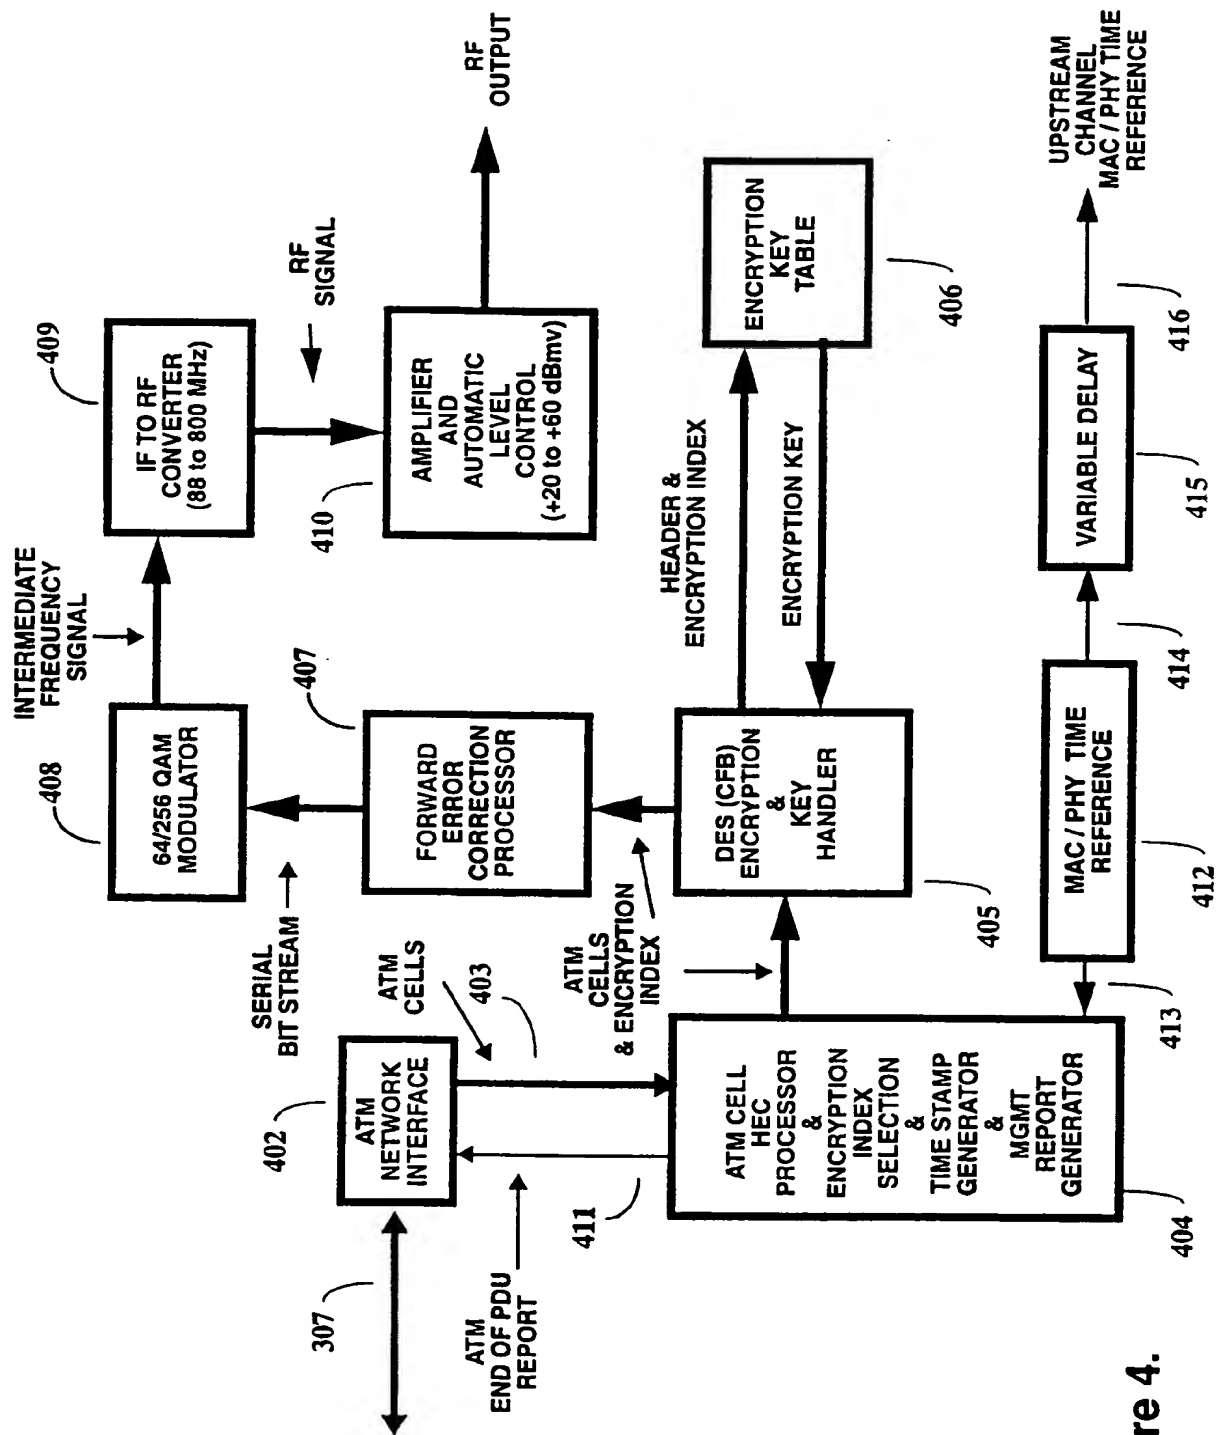 INTERMEDIATE
FREQUENCY
SIGNAL
408
64/256 QAM
MODULATOR
409
IF TO RF
CONVERTER
(88 to 800 MHz)
RF
SIGNAL
RF
OUTPUT
SERIAL
BIT STREAM
407
FORWARD
ERROR
CORRECTION
PROCESSOR
410
AMPLIFIER
AND
AUTOMATIC
LEVEL
CONTROL
(+20 to +60 dBmv)
402
ATM
NETWORK
INTERFACE
ATM
CELLS
403
307
ATM
END OF PDU
REPORT
411
ATM
CELLS
& ENCRYPTION
INDEX
DES (CFB)
ENCRYPTION
&
KEY
HANDLER
405
HEADER &
ENCRYPTION INDEX
ENCRYPTION KEY
ENCRYPTION
KEY
TABLE
406
ATM CELL
HEC
PROCESSOR
&
ENCRYPTION
INDEX
SELECTION
&
TIME STAMP
GENERATOR
&
MGMT
REPORT
GENERATOR
404
413
MAC / PHY TIME
REFERENCE
412
414
VARIABLE DELAY
415
416
UPSTREAM
CHANNEL
MAC / PHY TIME
REFERENCE
re 4.